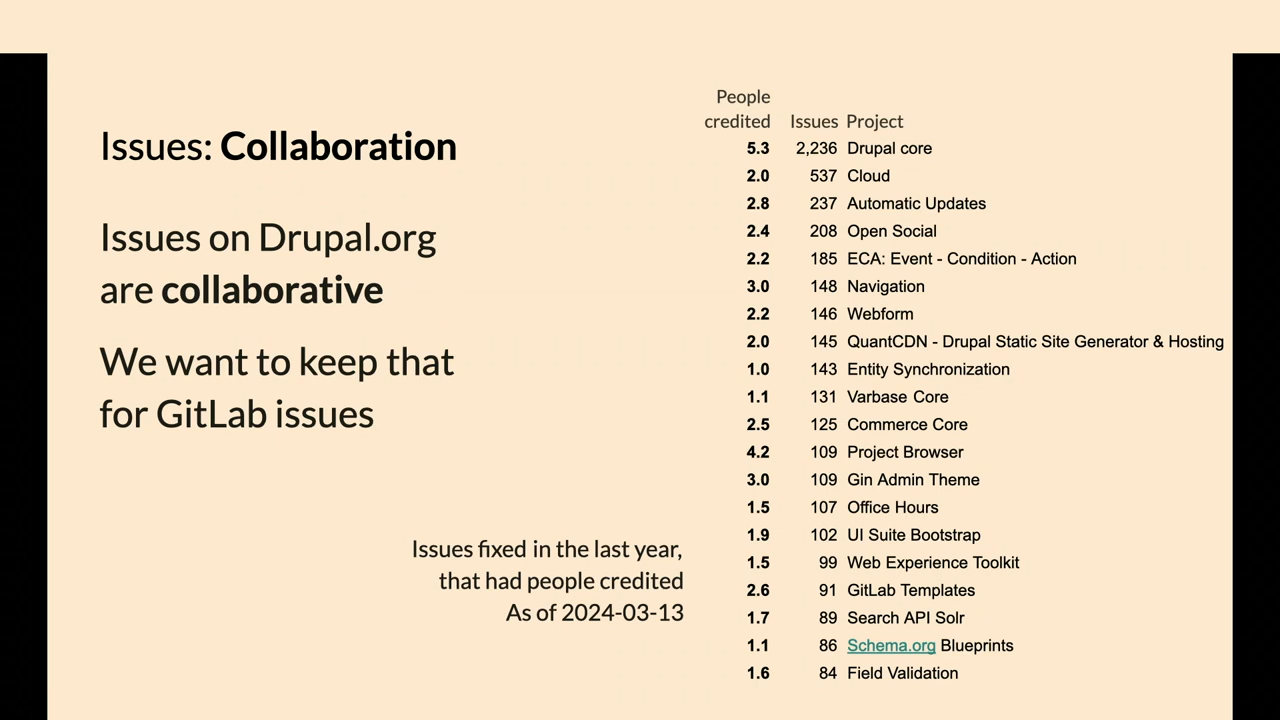 Issues: Collaboration
Issues on Drupal.org
are collaborative
We want to keep that
for GitLab issues
Issues fixed in the last year,
that had people credited
As of 2024-03-13
People
credited Issues Project
5.3 2,236 Drupal core
2.0 537 Cloud
2.8 237 Automatic Updates
2.4 208 Open Social
2.2 185 ECA: Event - Condition - Action
3.0 148 Navigation
2.2 146 Webform
2.0 145 QuantCDN - Drupal Static Site Generator & Hosting
1.0 143 Entity Synchronization
1.1 131 Varbase Core
2.5 125 Commerce Core
4.2 109 Project Browser
3.0 109 Gin Admin Theme
1.5 107 Office Hours
1.9 102 UI Suite Bootstrap
1.5 99 Web Experience Toolkit
2.6 91 GitLab Templates
1.7 89 Search API Solr
1.1 86 Schema.org Blueprints
1.6 84 Field Validation